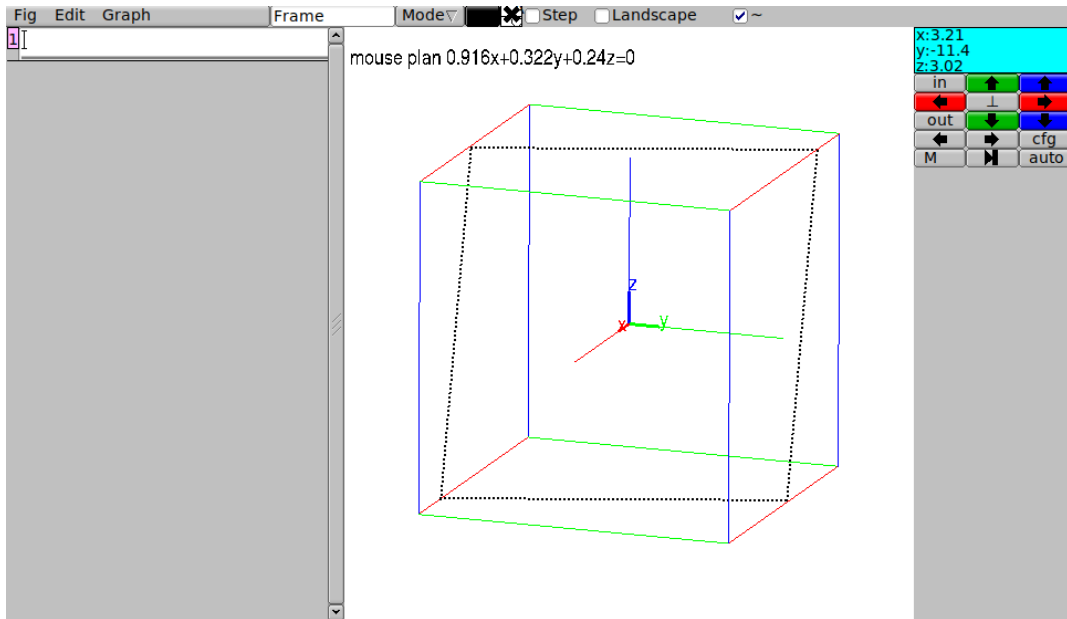 Fig Edit Graph Frame Mode Step Landscape ~
1
mouse plan 0.916x+0.322y+0.24z=0
x:3.21
y:-11.4
z:3.02
in
⊥
out
cfg
M auto
z
x y